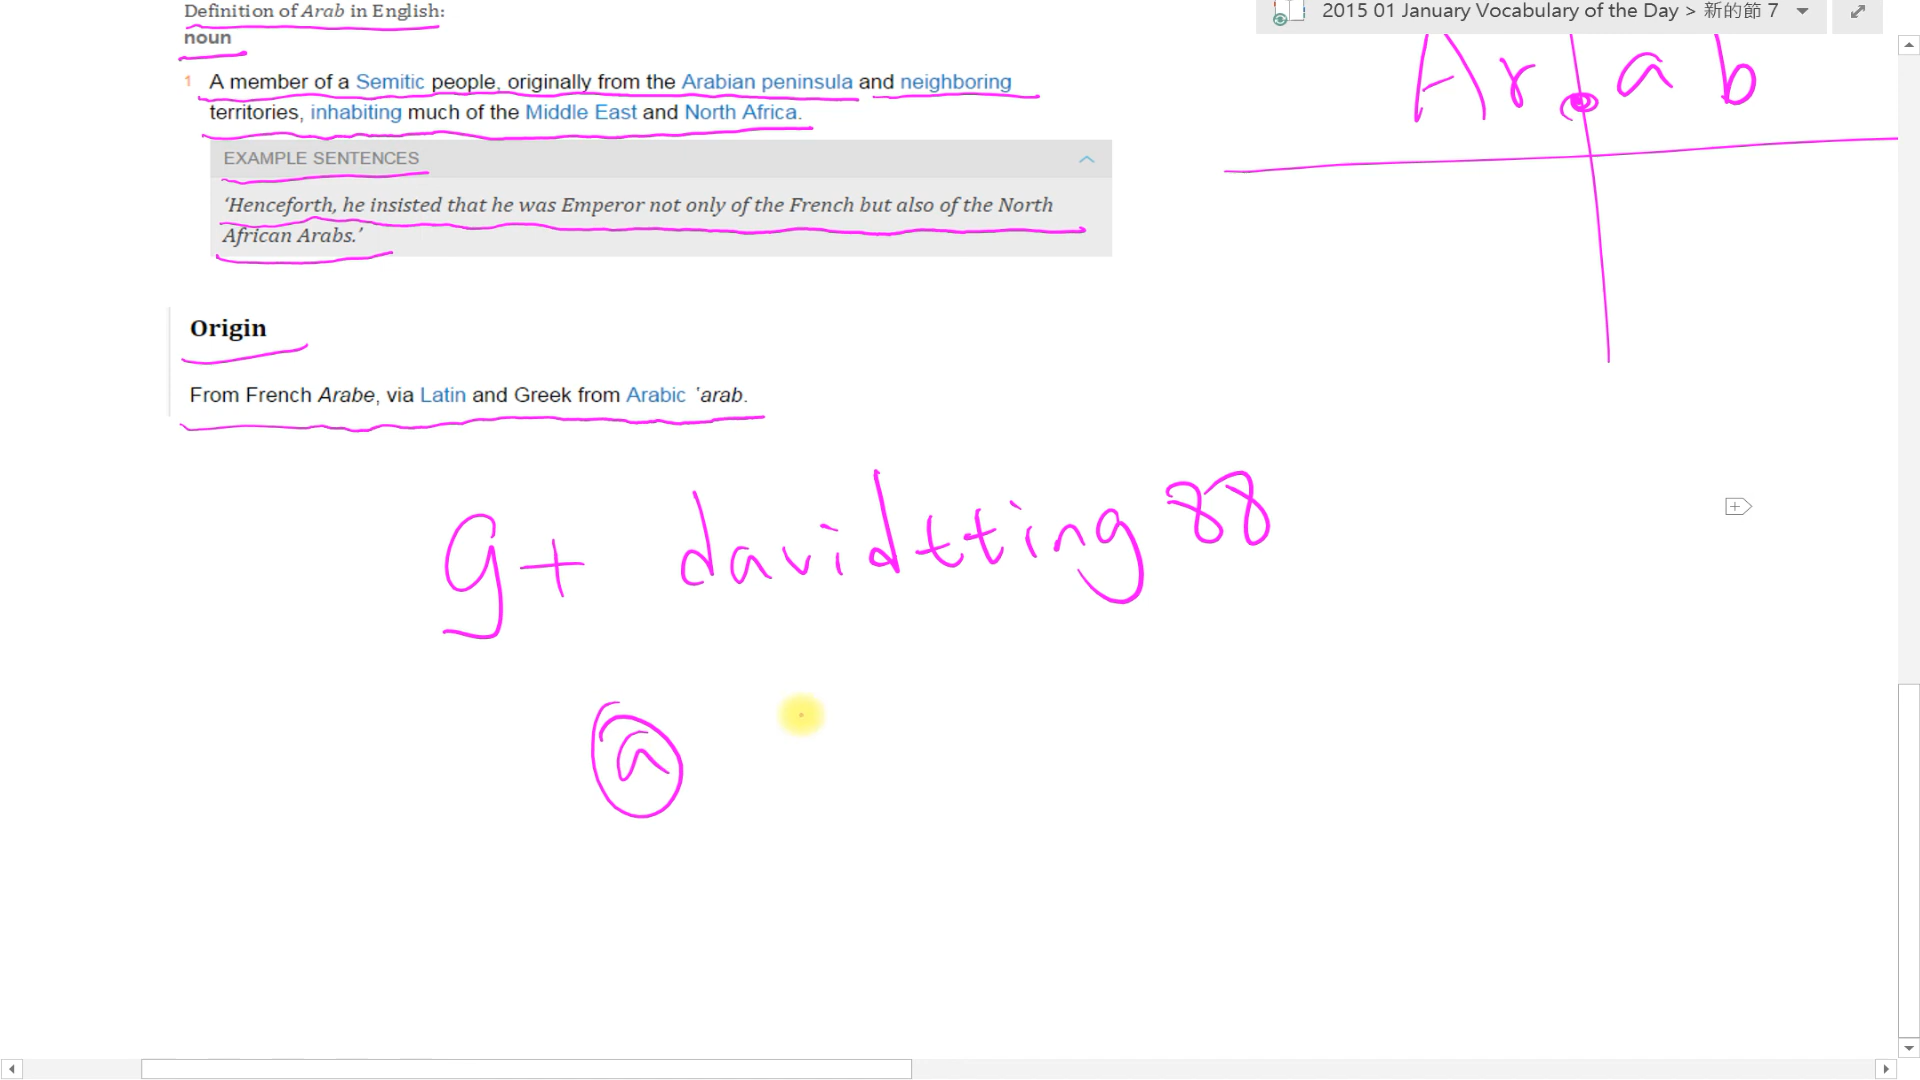 Definition of Arab in English:
2015 01 January Vocabulary of the Day > 新的節 7
noun
Ar.ab
1 A member of a Semitic people, originally from the Arabian peninsula and neighboring
territories, inhabiting much of the Middle East and North Africa.
EXAMPLE SENTENCES
‘Henceforth, he insisted that he was Emperor not only of the French but also of the North
African Arabs.’
Origin
From French Arabe, via Latin and Greek from Arabic ‛arab.
g+ davidtting88
@